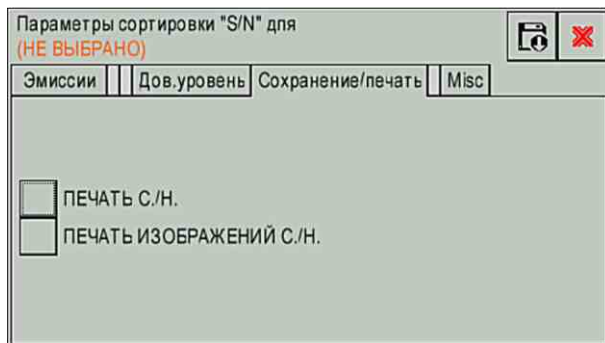 Параметры сортировки "S/N" для
(НЕ ВЫБРАНО)
Эмиссии Дов.уровень Сохранение/печать Misc
ПЕЧАТЬ С./Н.
ПЕЧАТЬ ИЗОБРАЖЕНИЙ С./Н.